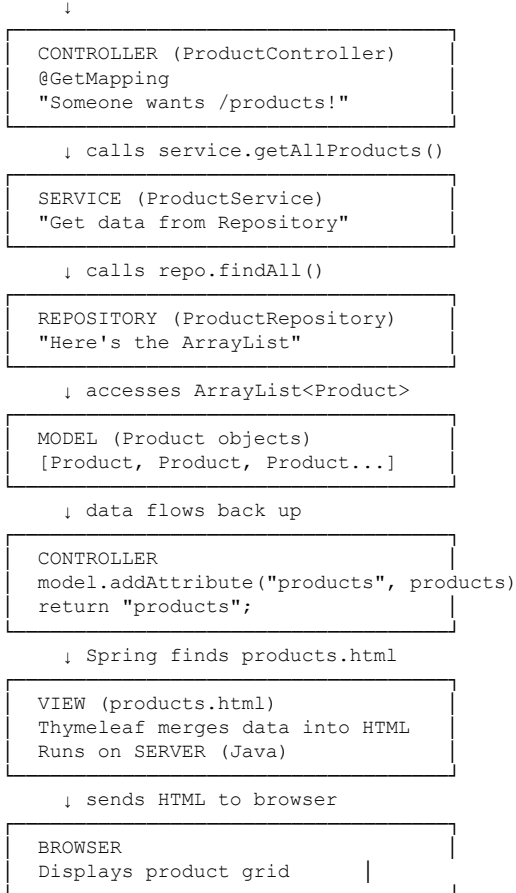 ↓
CONTROLLER (ProductController)
@GetMapping
"Someone wants /products!"
↓ calls service.getAllProducts()
SERVICE (ProductService)
"Get data from Repository"
↓ calls repo.findAll()
REPOSITORY (ProductRepository)
"Here's the ArrayList"
↓ accesses ArrayList<Product>
MODEL (Product objects)
[Product, Product, Product...]
↓ data flows back up
CONTROLLER
model.addAttribute("products", products)
return "products";
↓ Spring finds products.html
VIEW (products.html)
Thymeleaf merges data into HTML
Runs on SERVER (Java)
↓ sends HTML to browser
BROWSER
Displays product grid